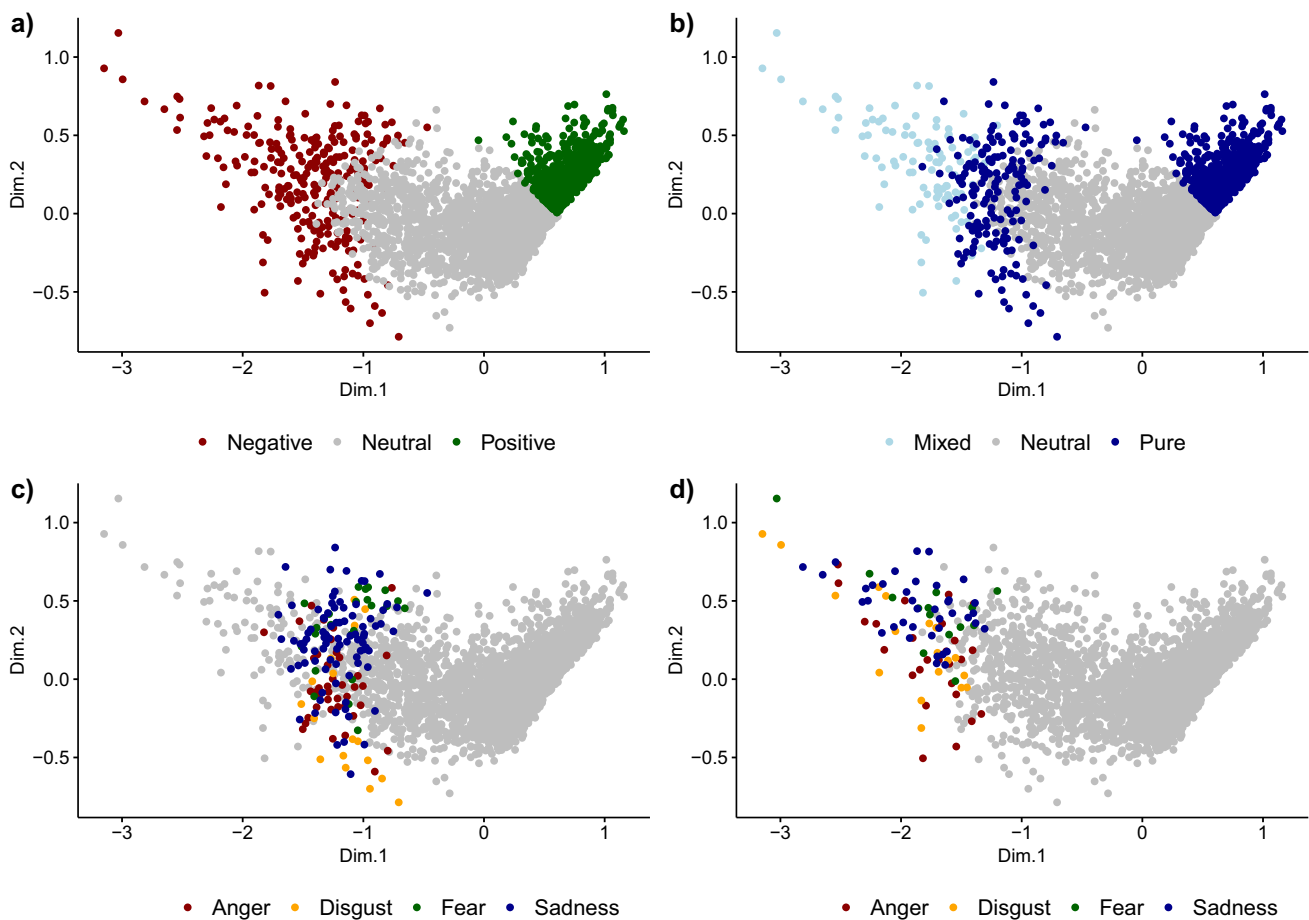 a)
1.0
0.5
0.0
−0.5
Dim.2
−3 −2 −1 0 1
Dim.1
Negative Neutral Positive
b)
1.0
0.5
0.0
−0.5
Dim.2
−3 −2 −1 0 1
Dim.1
Mixed Neutral Pure
c)
1.0
0.5
0.0
−0.5
Dim.2
−3 −2 −1 0 1
Dim.1
Anger Disgust Fear Sadness
d)
1.0
0.5
0.0
−0.5
Dim.2
−3 −2 −1 0 1
Dim.1
Anger Disgust Fear Sadness